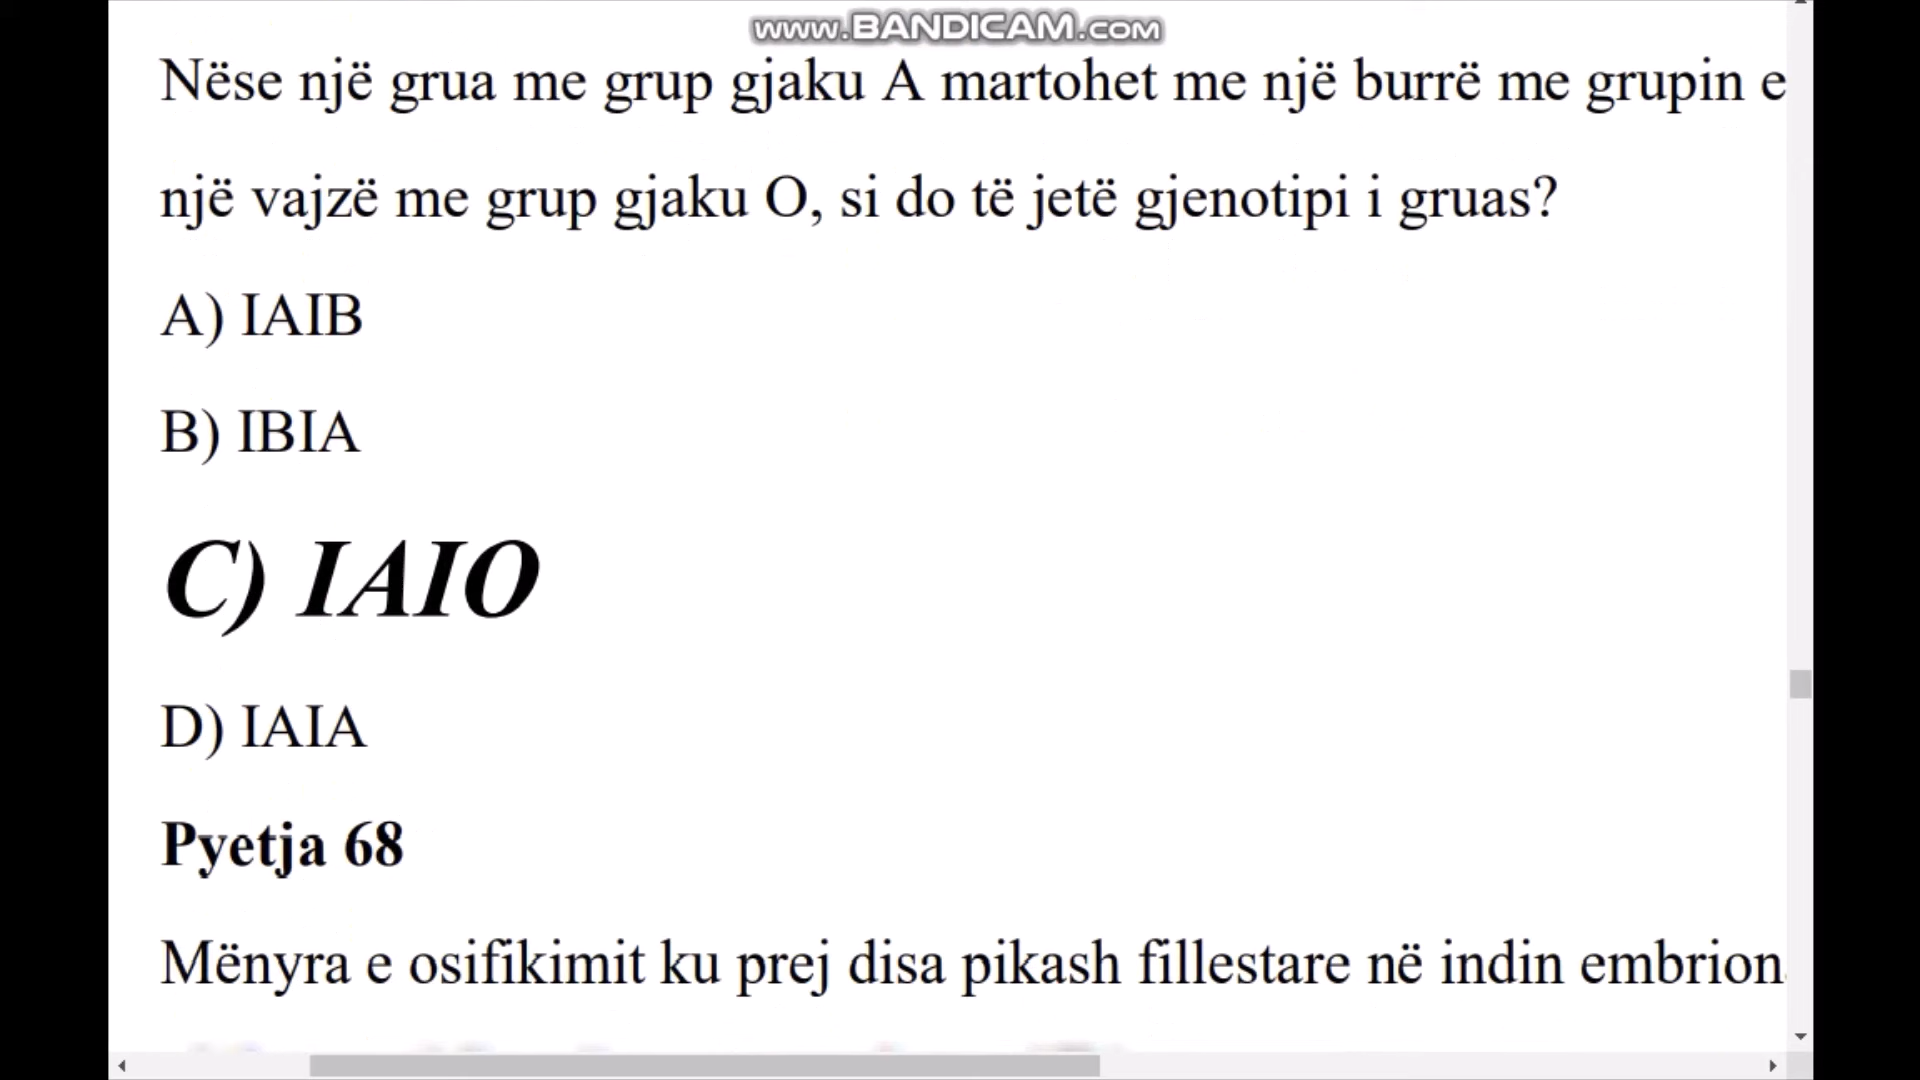 www.BANDICAM.com
Nëse një grua me grup gjaku A martohet me një burrë me grupin e
një vajzë me grup gjaku O, si do të jetë gjenotipi i gruas?
A) IAIB
B) IBIA
C) IAIO
D) IAIA
Pyetja 68
Mënyra e osifikimit ku prej disa pikash fillestare në indin embrion